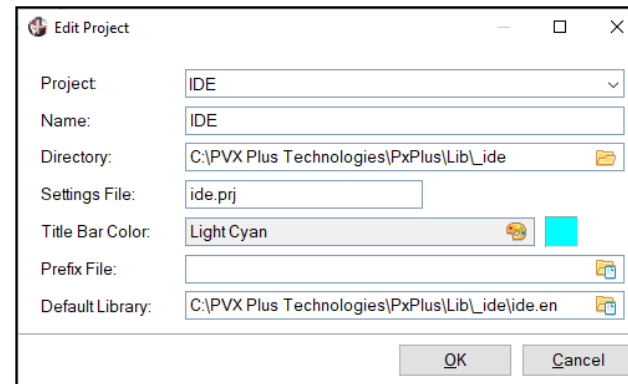 Edit Project
Project: IDE
Name: IDE
Directory: C:\PVX Plus Technologies\PxPlus\Lib\_ide
Settings File: ide.prj
Title Bar Color: Light Cyan
Prefix File:
Default Library: C:\PVX Plus Technologies\PxPlus\Lib\_ide\ide.en
OK Cancel